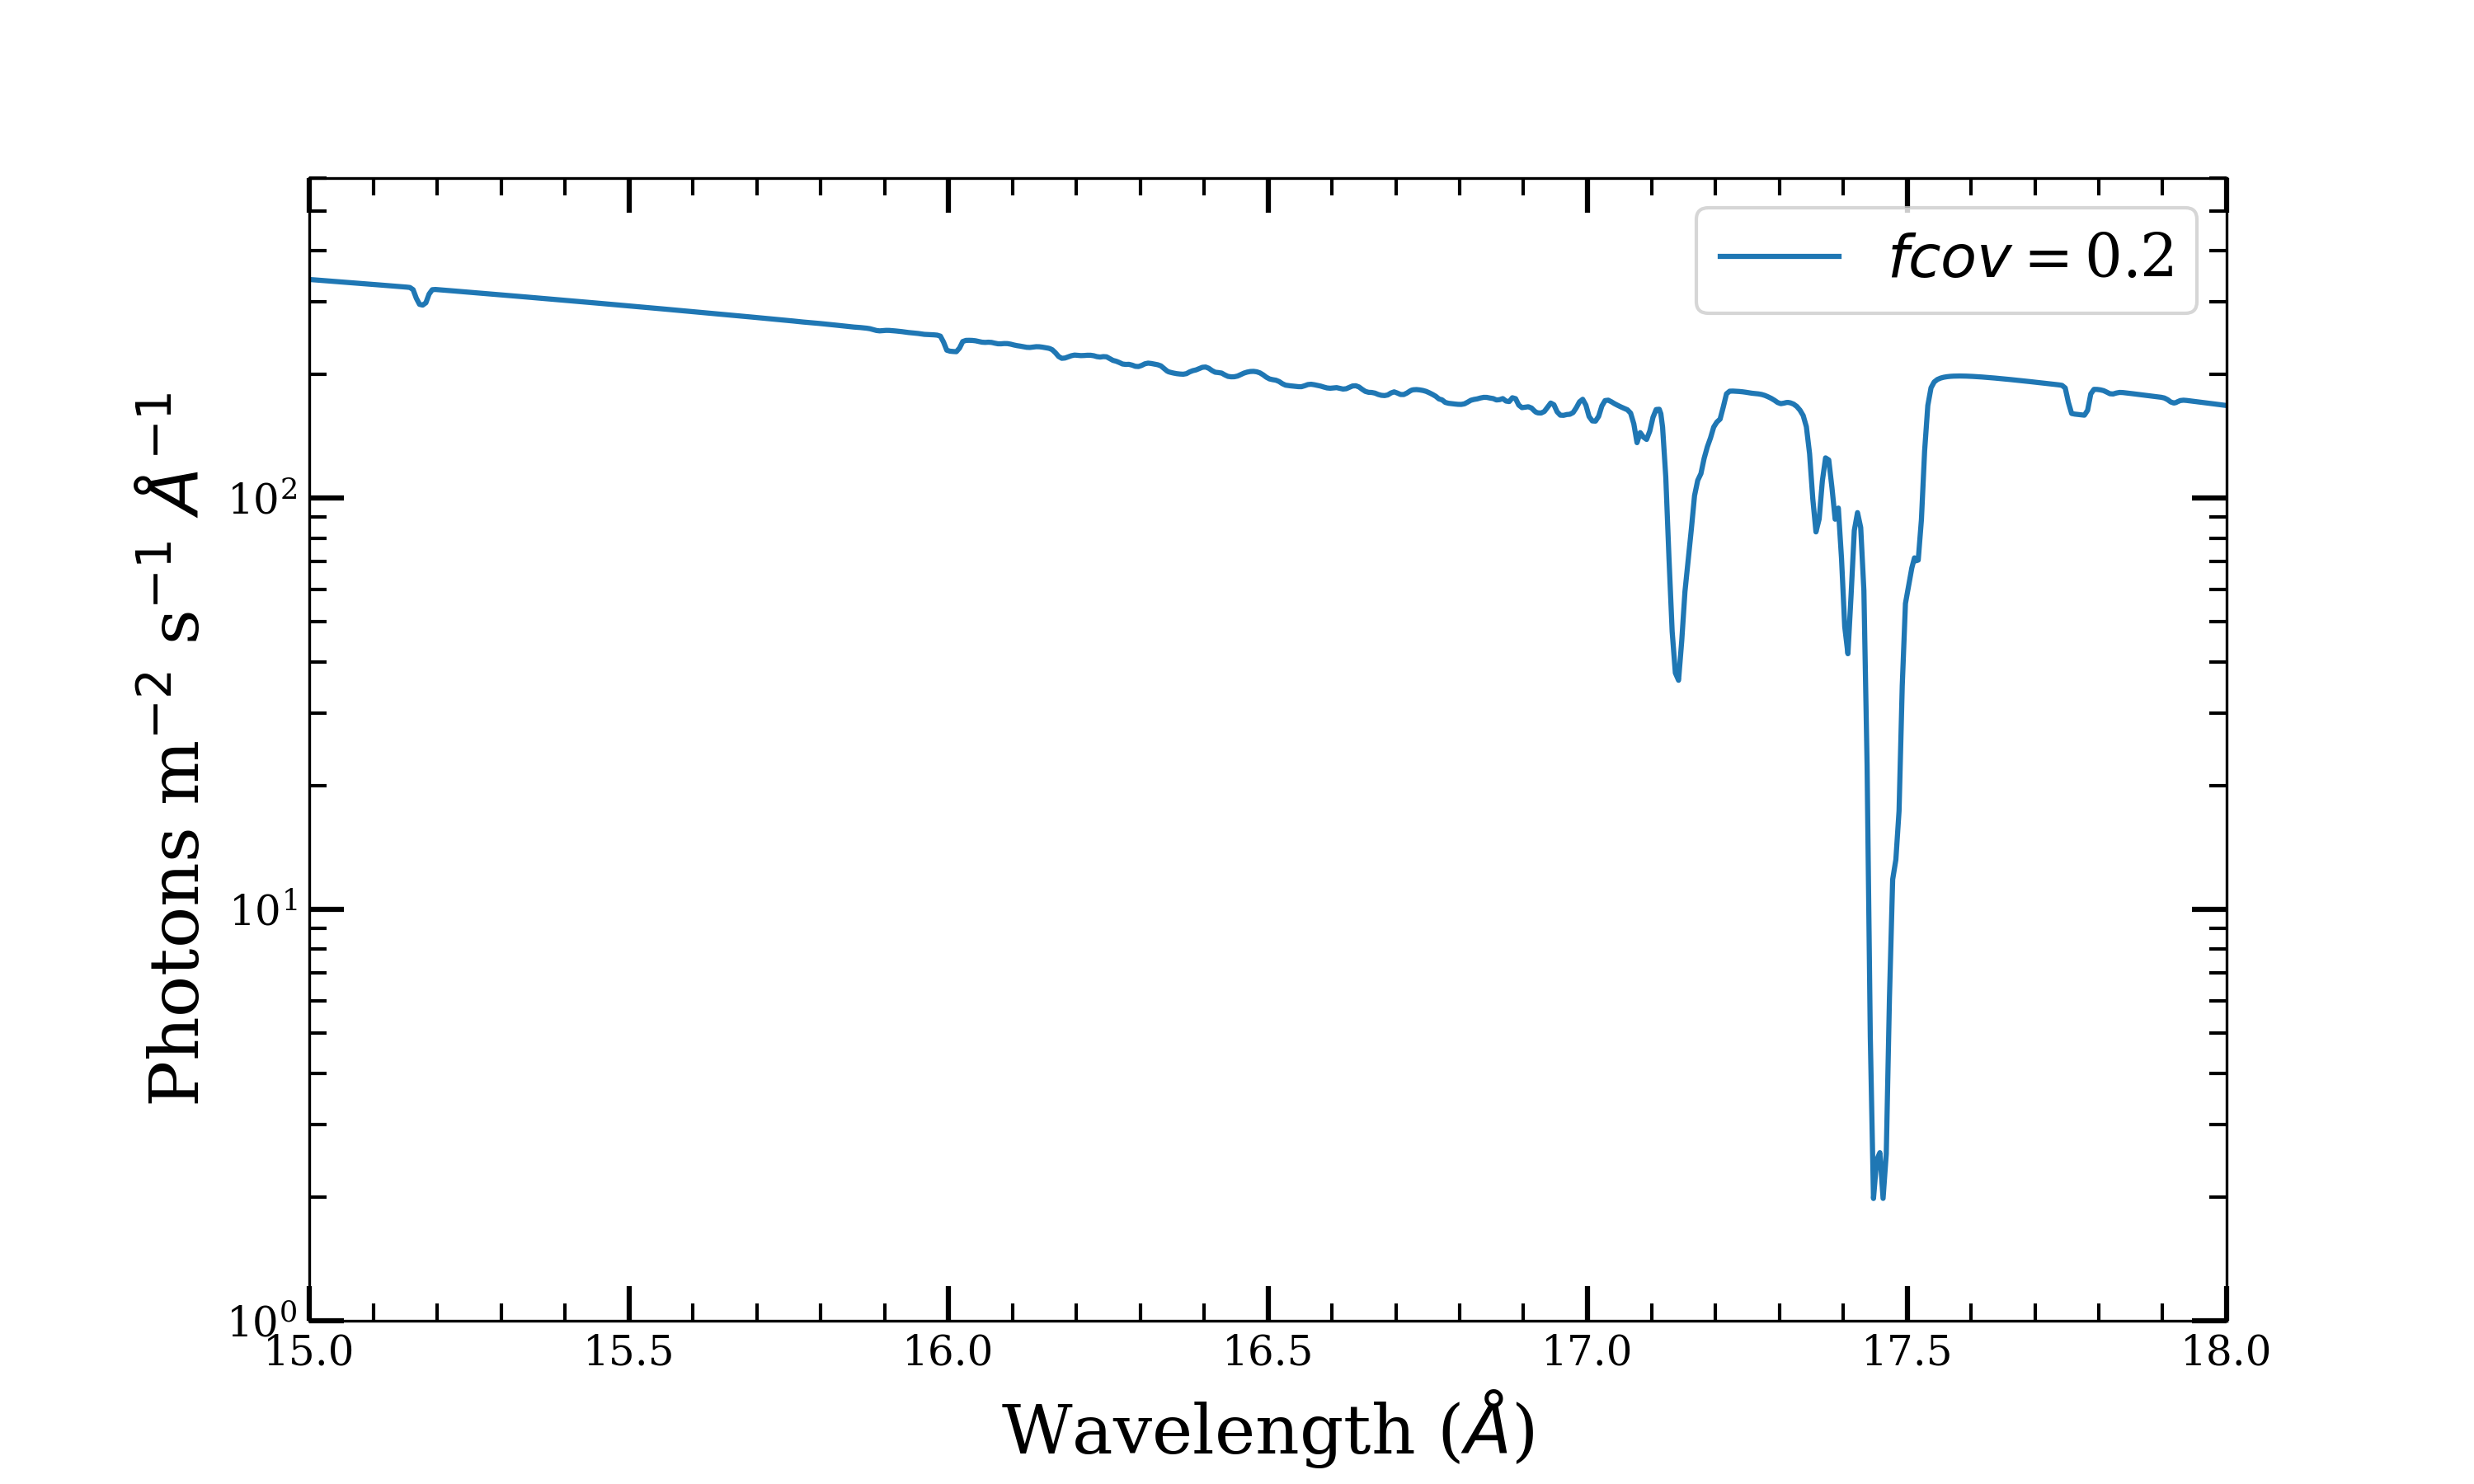 fcov = 0.2
Photons m⁻² s⁻¹ Å⁻¹
10²
10¹
10⁰
15.0 15.5 16.0 16.5 17.0 17.5 18.0
Wavelength (Å)